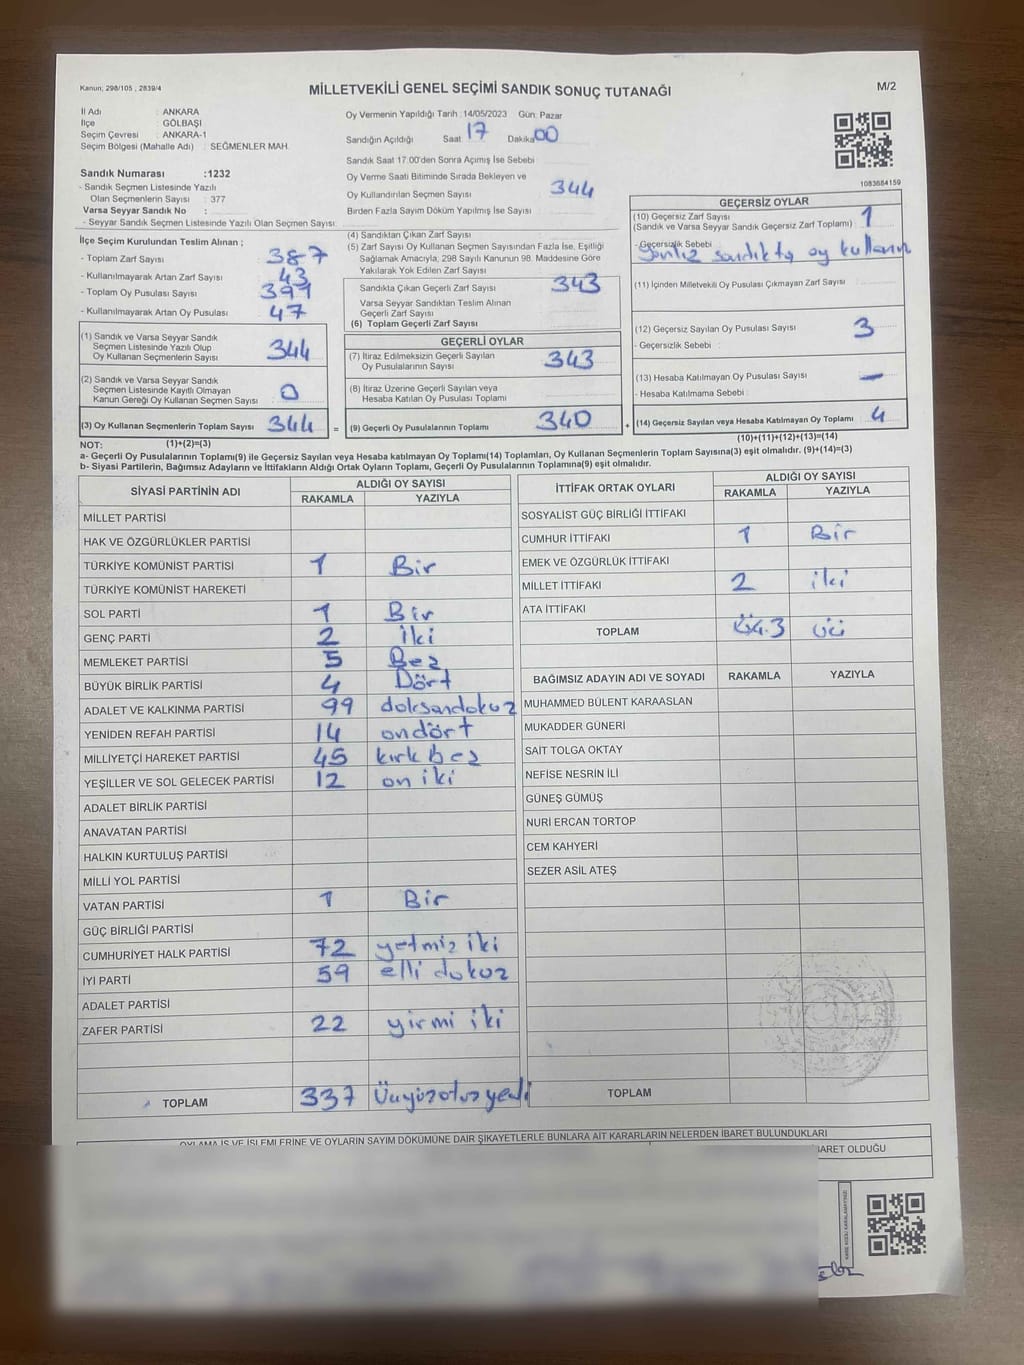 Kanun; 298/105 , 2839/4
MİLLETVEKİLİ GENEL SEÇİMİ SANDIK SONUÇ TUTANAĞI
M/2
İl Adı : ANKARA
İlçe : GÖLBAŞI
Seçim Çevresi : ANKARA-1
Seçim Bölgesi (Mahalle Adı) : SEĞMENLER MAH.
Sandık Numarası :1232
- Sandık Seçmen Listesinde Yazılı
Olan Seçmenlerin Sayısı : 377
Varsa Seyyar Sandık No :
- Seyyar Sandık Seçmen Listesinde Yazılı Olan Seçmen Sayısı:
Oy Vermenin Yapıldığı Tarih :14/05/2023 Gün: Pazar
Sandığın Açıldığı Saat 17 Dakika 00
Sandık Saat 17.00'den Sonra Açımış İse Sebebi
Oy Verme Saati Bitiminde Sırada Bekleyen ve
Oy Kullandırılan Seçmen Sayısı 344
Birden Fazla Sayım Döküm Yapılmış İse Sayısı
1083684159
İlçe Seçim Kurulundan Teslim Alınan ;
- Toplam Zarf Sayısı : 387
- Kullanılmayarak Artan Zarf Sayısı : 43
- Toplam Oy Pusulası Sayısı : 391
- Kullanılmayarak Artan Oy Pusulası : 47
(1) Sandık ve Varsa Seyyar Sandık
Seçmen Listesinde Yazılı Olup
Oy Kullanan Seçmenlerin Sayısı 344
(2) Sandık ve Varsa Seyyar Sandık
Seçmen Listesinde Kayıtlı Olmayan
Kanun Gereği Oy Kullanan Seçmen Sayısı : 0
(3) Oy Kullanan Seçmenlerin Toplam Sayısı 344 =
(4) Sandıktan Çıkan Zarf Sayısı
(5) Zarf Sayısı Oy Kullanan Seçmen Sayısından Fazla İse, Eşitliği
Sağlamak Amacıyla, 298 Sayılı Kanunun 98. Maddesine Göre
Yakılarak Yok Edilen Zarf Sayısı
Sandıkta Çıkan Geçerli Zarf Sayısı 343
Varsa Seyyar Sandıktan Teslim Alınan
Geçerli Zarf Sayısı
(6) Toplam Geçerli Zarf Sayısı
GEÇERLİ OYLAR
(7) İtiraz Edilmeksizin Geçerli Sayılan
Oy Pusulalarının Sayısı 343
(8) İtiraz Üzerine Geçerli Sayılan veya
Hesaba Katılan Oy Pusulası Toplamı
(9) Geçerli Oy Pusulalarının Toplamı 340 +
GEÇERSİZ OYLAR
(10) Geçersiz Zarf Sayısı
(Sandık ve Varsa Seyyar Sandık Geçersiz Zarf Toplamı) : 1
- Geçersizlik Sebebi
sandıkta oy
(11) İçinden Milletvekili Oy Pusulası Çıkmayan Zarf Sayısı
(12) Geçersiz Sayılan Oy Pusulası Sayısı 3
- Geçersizlik Sebebi :
(13) Hesaba Katılmayan Oy Pusulası Sayısı –
- Hesaba Katılmama Sebebi :
(14) Geçersiz Sayılan veya Hesaba Katılmayan Oy Toplamı 4
(10)+(11)+(12)+(13)=(14)
NOT: (1)+(2)=(3)
a- Geçerli Oy Pusulalarının Toplamı(9) ile Geçersiz Sayılan veya Hesaba Katılmayan Oy Toplamı(14) Toplamları, Oy Kullanan Seçmenlerin Toplam Sayısına(3) eşit olmalıdır. (9)+(14)=(3)
b- Siyasi Partilerin, Bağımsız Adayların ve İttifakların Aldığı Ortak Oyların Toplamı, Geçerli Oy Pusulalarının Toplamına(9) eşit olmalıdır.
SİYASİ PARTİNİN ADI ALDIĞI OY SAYISI
RAKAMLA YAZIYLA
MİLLET PARTİSİ
HAK VE ÖZGÜRLÜKLER PARTİSİ
TÜRKİYE KOMÜNİST PARTİSİ 1 Bir
TÜRKİYE KOMÜNİST HAREKETİ
SOL PARTİ 1 Bir
GENÇ PARTİ 2 İki
MEMLEKET PARTİSİ 5 Beş
BÜYÜK BİRLİK PARTİSİ 4 Dört
ADALET VE KALKINMA PARTİSİ 99 doksandokuz
YENİDEN REFAH PARTİSİ 14 ondört
MİLLİYETÇİ HAREKET PARTİSİ 45 kırk beş
YEŞİLLER VE SOL GELECEK PARTİSİ 12 on iki
ADALET BİRLİK PARTİSİ
ANAVATAN PARTİSİ
HALKIN KURTULUŞ PARTİSİ
MİLLİ YOL PARTİSİ
VATAN PARTİSİ 1 Bir
GÜÇ BİRLİĞİ PARTİSİ
CUMHURİYET HALK PARTİSİ 72 yetmiş iki
İYİ PARTİ 59 elli dokuz
ADALET PARTİSİ
ZAFER PARTİSİ 22 yirmi iki
TOPLAM 337 Üçyüzotuzyedi
İTTİFAK ORTAK OYLARI ALDIĞI OY SAYISI
RAKAMLA YAZIYLA
SOSYALİST GÜÇ BİRLİĞİ İTTİFAKI
CUMHUR İTTİFAKI 1 Bir
EMEK VE ÖZGÜRLÜK İTTİFAKI
MİLLET İTTİFAKI 2 iki
ATA İTTİFAKI
TOPLAM 3
BAĞIMSIZ ADAYIN ADI VE SOYADI RAKAMLA YAZIYLA
MUHAMMED BÜLENT KARAASLAN
MUKADDER GÜNERİ
SAİT TOLGA OKTAY
NEFİSE NESRİN İLİ
GÜNEŞ GÜMÜŞ
NURİ ERCAN TORTOP
CEM KAHYERİ
SEZER ASİL ATEŞ
TOPLAM
OYLAMA İŞ VE İŞLEMLERİNE VE OYLARIN SAYIM DÖKÜMÜNE DAİR ŞİKAYETLERLE BUNLARA AİT KARARLARIN NELERDEN İBARET BULUNDUKLARI
BARET OLDUĞU